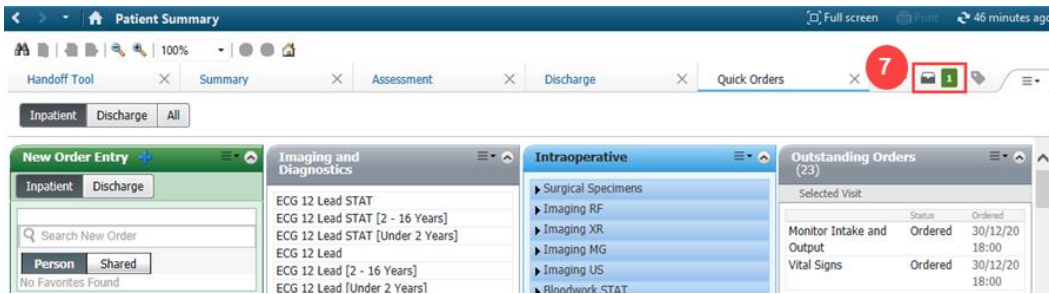 Patient Summary
Full screen
Print
46 minutes ago
100%
Handoff Tool
Summary
Assessment
Discharge
Quick Orders
7
1
Inpatient
Discharge
All
New Order Entry
Inpatient
Discharge
Search New Order
Person
Shared
No Favorites Found
Imaging and
Diagnostics
ECG 12 Lead STAT
ECG 12 Lead STAT [2 - 16 Years]
ECG 12 Lead STAT [Under 2 Years]
ECG 12 Lead
ECG 12 Lead [2 - 16 Years]
ECG 12 Lead [Under 2 Years]
Intraoperative
Surgical Specimens
Imaging RF
Imaging XR
Imaging MG
Imaging US
Bloodwork STAT
Outstanding Orders
(23)
Selected Visit
Status Ordered
Monitor Intake and Ordered 30/12/20
Output 18:00
Vital Signs Ordered 30/12/20
18:00